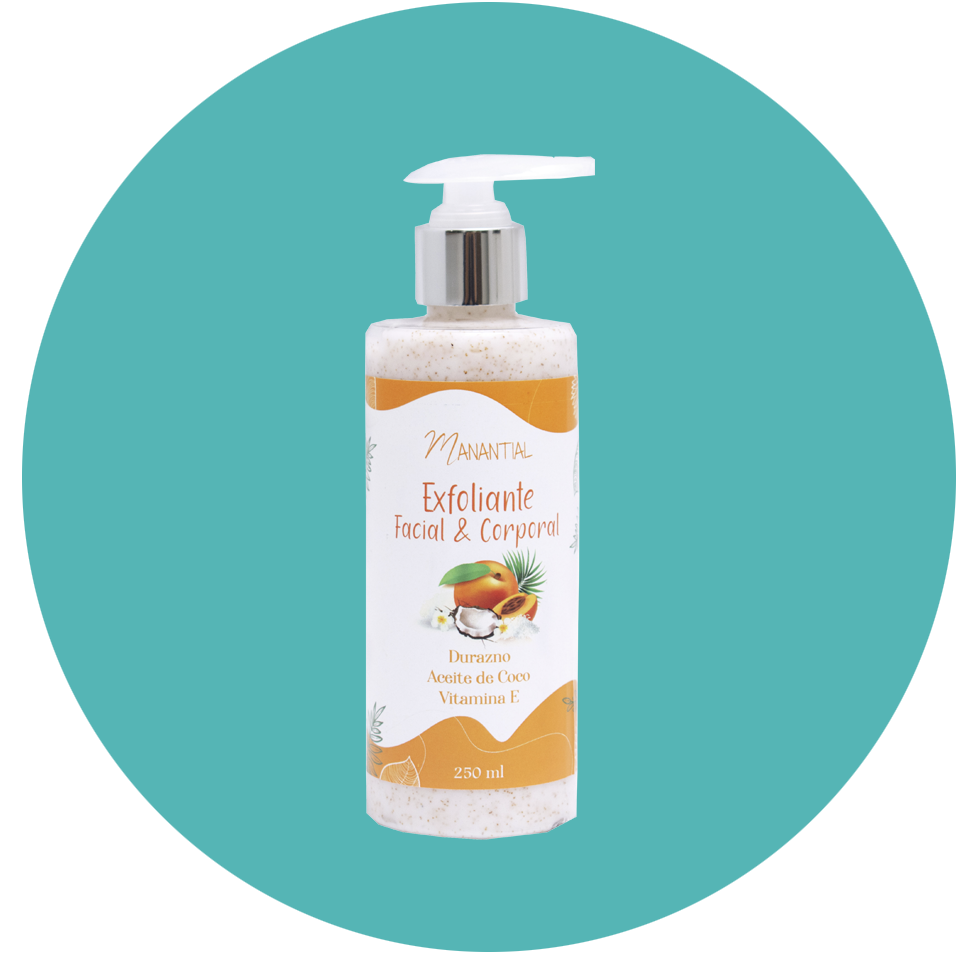 MANANTIAL
Exfoliante
Facial & Corporal
Durazno
Aceite de Coco
Vitamina E
250 ml